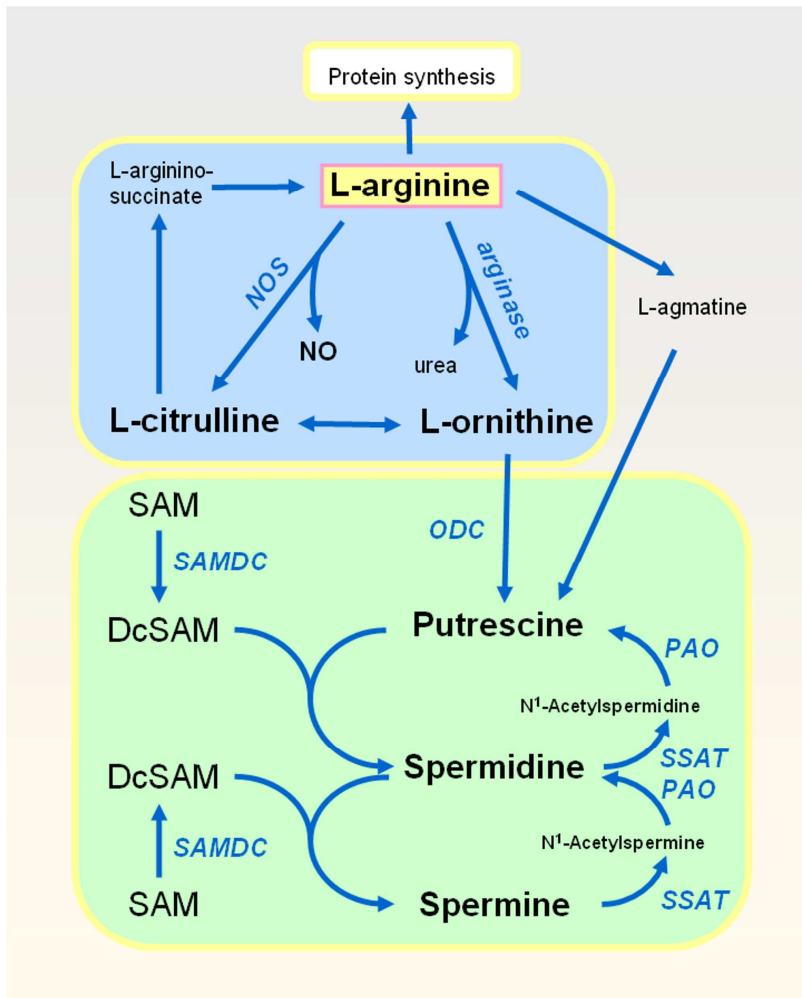 Protein synthesis
L-arginino-
succinate
L-arginine
NOS
arginase
L-agmatine
NO
urea
L-citrulline
L-ornithine
SAM
ODC
SAMDC
DcSAM
Putrescine
PAO
N¹-Acetylspermidine
SSAT
DcSAM
Spermidine
PAO
SAMDC
N¹-Acetylspermine
SAM
Spermine
SSAT